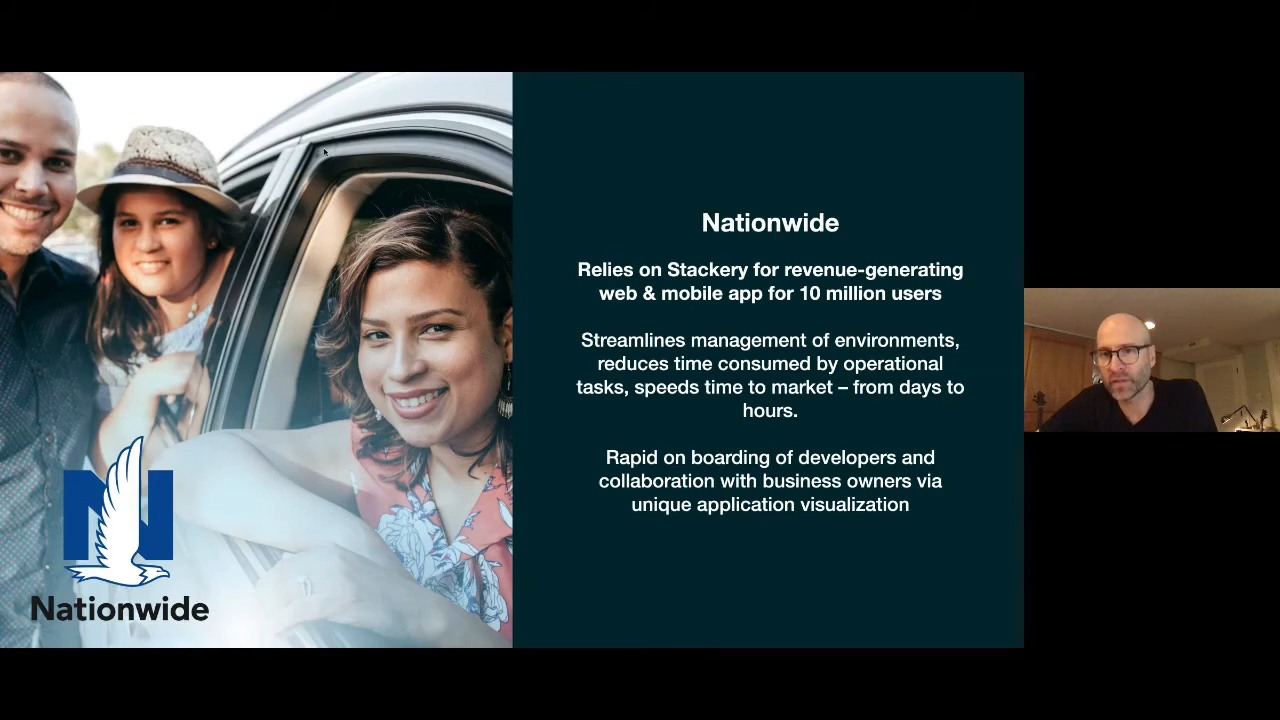 Nationwide
Relies on Stackery for revenue-generating
web & mobile app for 10 million users
Streamlines management of environments,
reduces time consumed by operational
tasks, speeds time to market – from days to
hours.
Rapid on boarding of developers and
collaboration with business owners via
unique application visualization
N
Nationwide